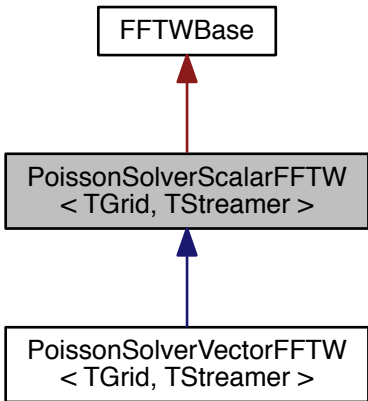 FFTWBase
PoissonSolverScalarFFTW
< TGrid, TStreamer >
PoissonSolverVectorFFTW
< TGrid, TStreamer >